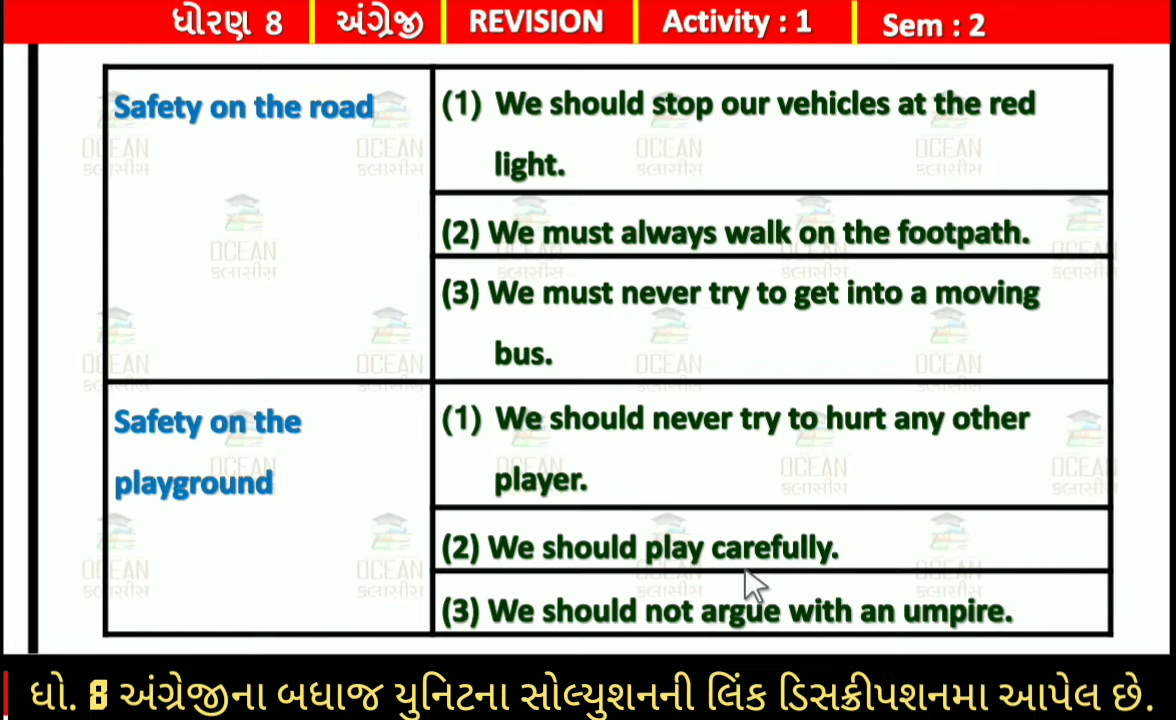 ધોરણ 8 અંગ્રેજી REVISION Activity : 1 Sem : 2
Safety on the road
(1) We should stop our vehicles at the red
light.
(2) We must always walk on the footpath.
(3) We must never try to get into a moving
bus.
Safety on the
playground
(1) We should never try to hurt any other
player.
(2) We should play carefully.
(3) We should not argue with an umpire.
OCEAN
ક્લાસીસ
ધો. 8 અંગ્રેજીના બધાજ યુનિટના સોલ્યુશનની લિંક ડિસક્રીપશનમા આપેલ છે.